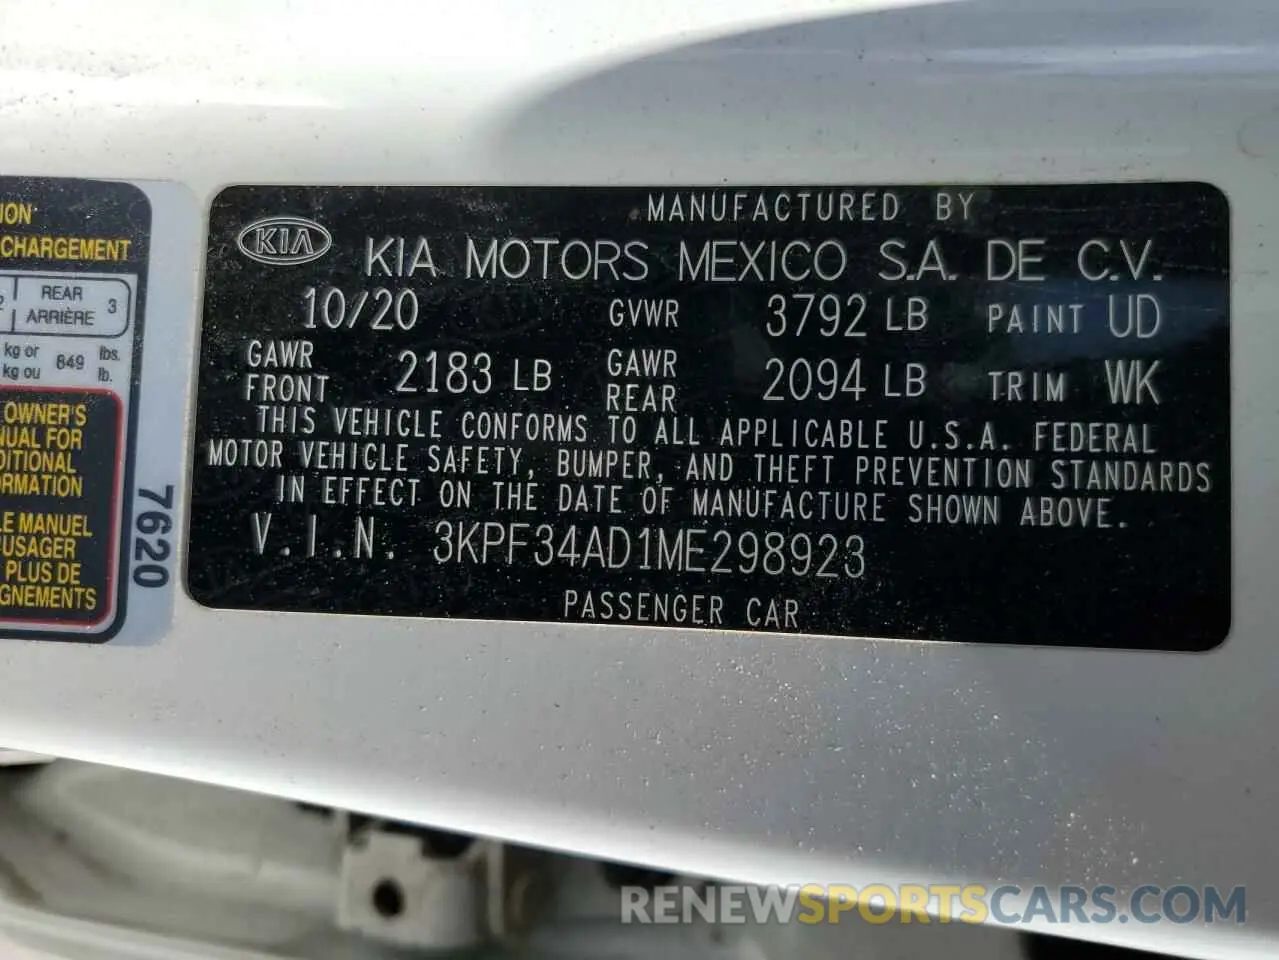 ION
CHARGEMENT
REAR 3
ARRIÈRE
kg or 849 lbs.
kg ou lb.
OWNER'S
NUAL FOR
DITIONAL
ORMATION
LE MANUEL
USAGER
PLUS DE
GNEMENTS
7620
MANUFACTURED BY
KIA KIA MOTORS MEXICO S.A. DE C.V.
10/20 GVWR 3792 LB PAINT UD
GAWR FRONT 2183 LB GAWR REAR 2094 LB TRIM WK
THIS VEHICLE CONFORMS TO ALL APPLICABLE U.S.A. FEDERAL
MOTOR VEHICLE SAFETY, BUMPER, AND THEFT PREVENTION STANDARDS
IN EFFECT ON THE DATE OF MANUFACTURE SHOWN ABOVE.
V.I.N. 3KPF34AD1ME298923
PASSENGER CAR
RENEWSPORTSCARS.COM